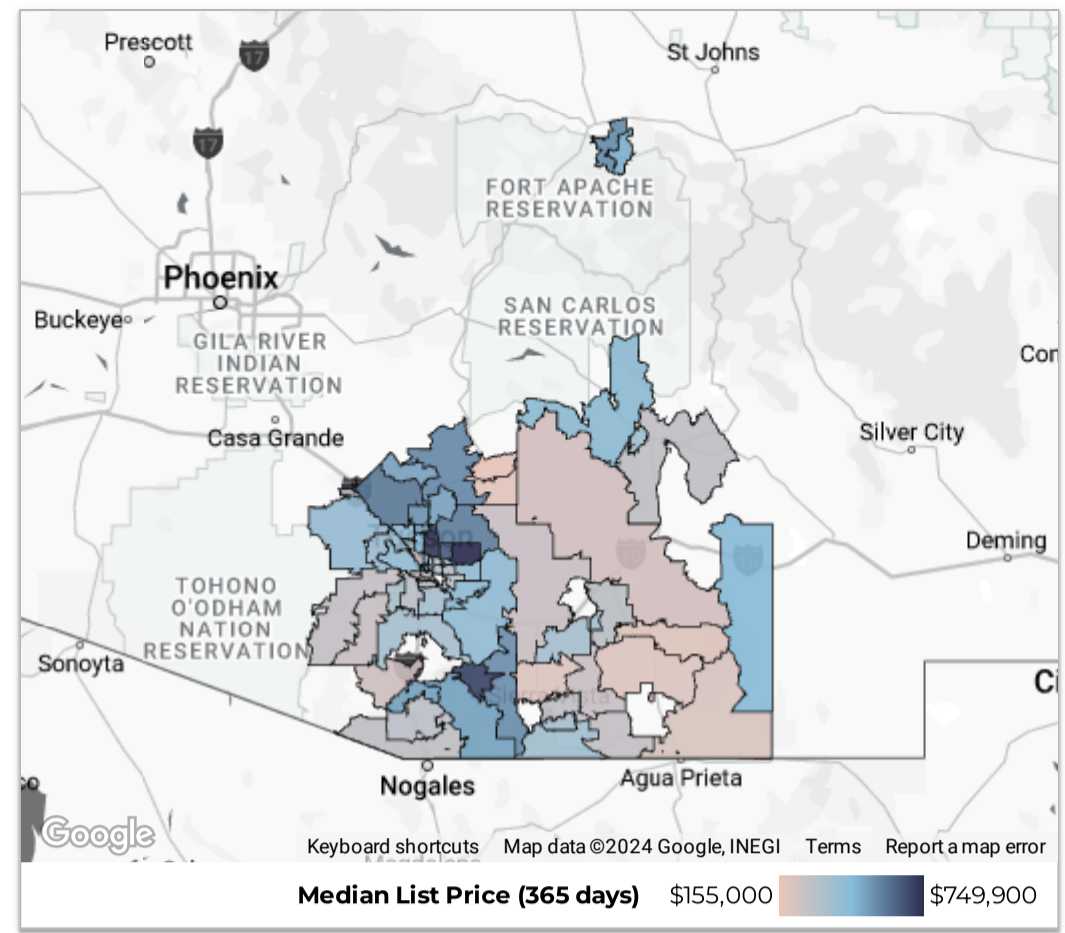 Prescott
17
St Johns
17
FORT APACHE
RESERVATION
Phoenix
Buckeye
SAN CARLOS
RESERVATION
GILA RIVER
INDIAN
RESERVATION
Casa Grande
Silver City
Deming
TOHONO
O'ODHAM
NATION
RESERVATION
Sonoyta
Nogales
Agua Prieta
Google
Keyboard shortcuts
Map data ©2024 Google, INEGI
Terms
Report a map error
Median List Price (365 days)
$155,000
$749,900